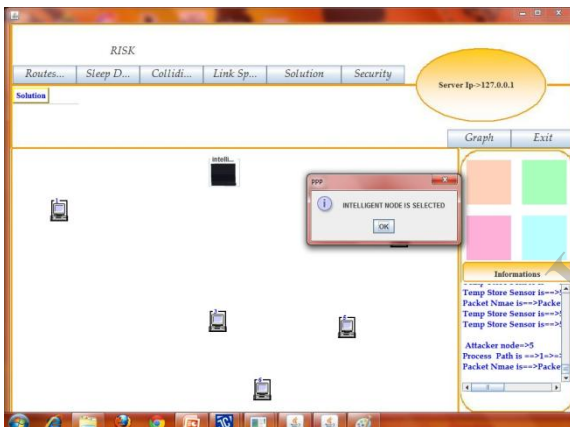 RISK
Routes... Sleep D... Collidi... Link Sp... Solution Security
Server Ip->127.0.0.1
Solution
Graph Exit
intelli...
ppp
INTELLIGENT NODE IS SELECTED
OK
Informations
Temp Store Sensor is==>
Packet Nmae is==>Packe
Temp Store Sensor is==>
Temp Store Sensor is==>
Attacker node=>5
Process Path is ==>1=>=>
Packet Nmae is==>Packe